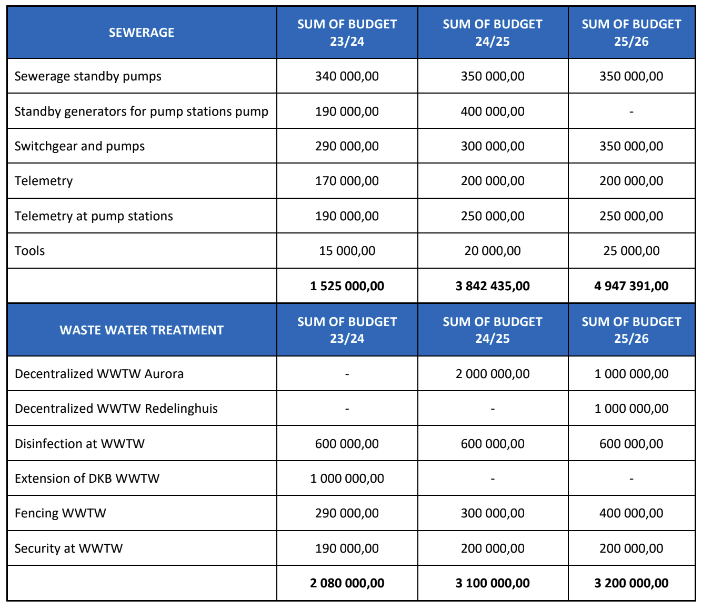 SEWERAGE SUM OF BUDGET 23/24 SUM OF BUDGET 24/25 SUM OF BUDGET 25/26
Sewerage standby pumps 340 000,00 350 000,00 350 000,00
Standby generators for pump stations pump 190 000,00 400 000,00 -
Switchgear and pumps 290 000,00 300 000,00 350 000,00
Telemetry 170 000,00 200 000,00 200 000,00
Telemetry at pump stations 190 000,00 250 000,00 250 000,00
Tools 15 000,00 20 000,00 25 000,00
1 525 000,00 3 842 435,00 4 947 391,00
WASTE WATER TREATMENT SUM OF BUDGET 23/24 SUM OF BUDGET 24/25 SUM OF BUDGET 25/26
Decentralized WWTW Aurora - 2 000 000,00 1 000 000,00
Decentralized WWTW Redelinghuis - - 1 000 000,00
Disinfection at WWTW 600 000,00 600 000,00 600 000,00
Extension of DKB WWTW 1 000 000,00 - -
Fencing WWTW 290 000,00 300 000,00 400 000,00
Security at WWTW 190 000,00 200 000,00 200 000,00
2 080 000,00 3 100 000,00 3 200 000,00